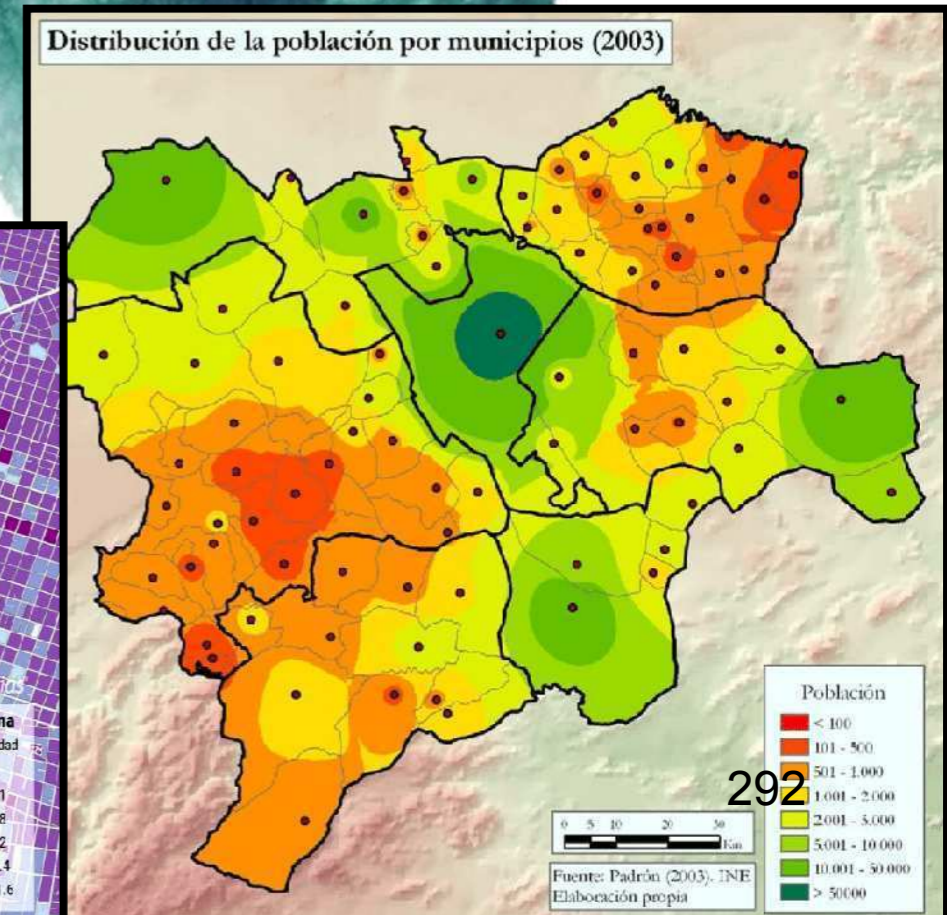 Distribución de la población por municipios (2003)
Población
< 100
101 - 500
501 - 1.000
1.001 - 2.000
2.001 - 5.000
5.001 - 10.000
10.001 - 50.000
> 50000
292
0 5 10 20 30
Km
Fuente: Padrón (2003). INE
Elaboración propia